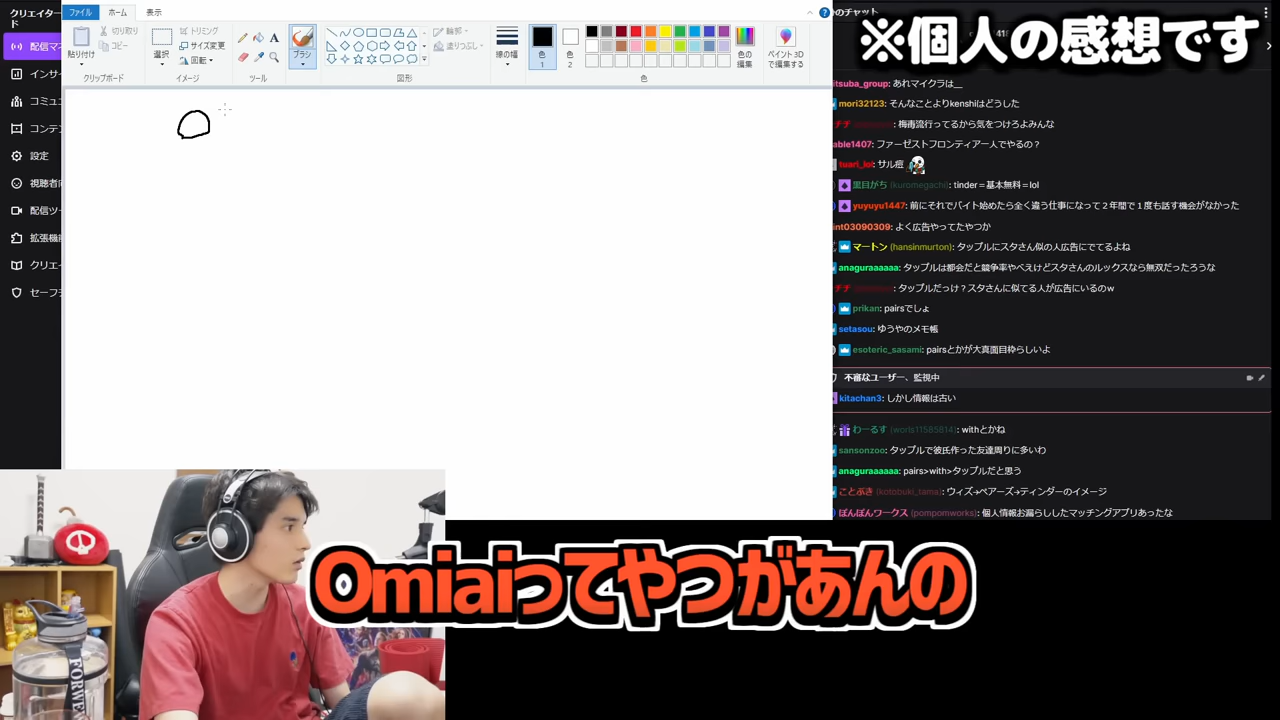 クリエイター
配信マ
インサ
コミュ
コンテ
設定
視聴者
配信ツ
拡張機能
クリエ
セーフ
ファイル
ホーム
表示
貼り付け
切り取り
コピー
クリップボード
選択
トリミング
サイズ変更
回転
イメージ
A
ツール
ブラシ
輪郭
塗りつぶし
図形
線の幅
色
1
色
2
色の
編集
ペイント 3D
で編集する
色
のチャット
※個人の感想です
itsuba_group: あれマイクラは__
mori32123: そんなことよりkenshiはどうした
チチ : 梅毒流行ってるから気をつけろよみんな
able1407: ファーゼストフロンティア一人でやるの？
tuari_lol: サル痘
黒目がち (kuromegachi): tinder＝基本無料＝lol
yuyuyu1447: 前にそれでバイト始めたら全く違う仕事になって２年間で１度も話す機会がなかった
int03090309: よく広告やってたやつか
マートン (hansinmurton): タップルにスタさん似の人広告にでてるよね
anaguraaaaaa: タップルは都会だと競争率やべえけどスタさんのルックスなら無双だったろうな
チチ : タップルだっけ？スタさんに似てる人が広告にいるのｗ
prikan: pairsでしょ
setasou: ゆうやのメモ帳
esoteric_sasami: pairsとかが大真面目枠らしいよ
不審なユーザー、監視中
kitachan3: しかし情報は古い
わーるす (worls11585814): withとかね
sansonzoo: タップルで彼氏作った友達周りに多いわ
anaguraaaaaa: pairs>with>タップルだと思う
ことぶき (kotobuki_tama): ウィズ→ペアーズ→ティンダーのイメージ
ぽんぽんワークス (pompomworks): 個人情報お漏らししたマッチングアプリあったな
Omiaiってやつがあんの
FORWE